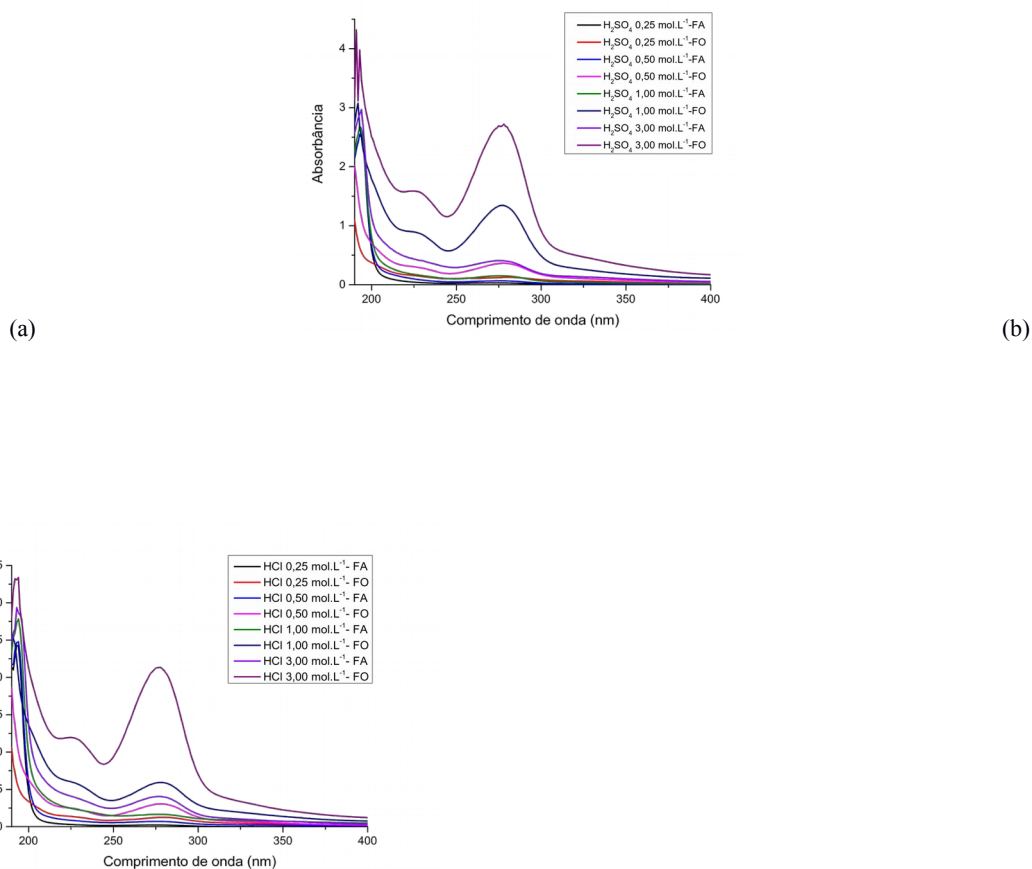 H₂SO₄ 0,25 mol.L⁻¹-FA
H₂SO₄ 0,25 mol.L⁻¹-FO
H₂SO₄ 0,50 mol.L⁻¹-FA
H₂SO₄ 0,50 mol.L⁻¹-FO
H₂SO₄ 1,00 mol.L⁻¹-FA
H₂SO₄ 1,00 mol.L⁻¹-FO
H₂SO₄ 3,00 mol.L⁻¹-FA
H₂SO₄ 3,00 mol.L⁻¹-FO
Absorbância
4
3
2
1
0
200 250 300 350 400
Comprimento de onda (nm)
(a) (b)
HCl 0,25 mol.L⁻¹- FA
HCl 0,25 mol.L⁻¹- FO
HCl 0,50 mol.L⁻¹- FA
HCl 0,50 mol.L⁻¹- FO
HCl 1,00 mol.L⁻¹- FA
HCl 1,00 mol.L⁻¹- FO
HCl 3,00 mol.L⁻¹- FA
HCl 3,00 mol.L⁻¹- FO
200 250 300 350 400
Comprimento de onda (nm)